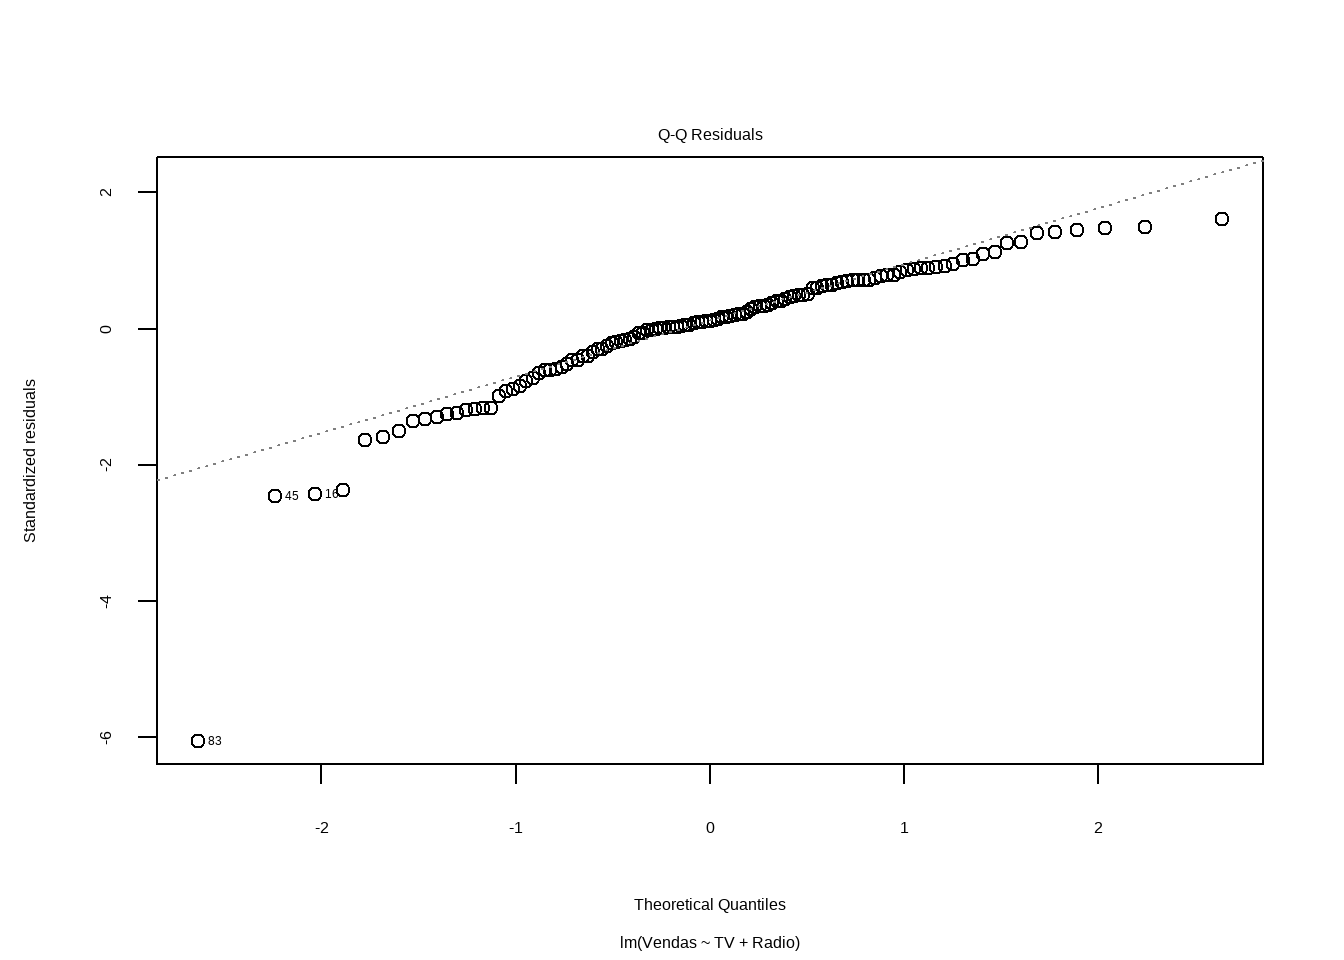 Q-Q Residuals
2
0
-2
-4
-6
Standardized residuals
45
16
83
-2 -1 0 1 2
Theoretical Quantiles
lm(Vendas ~ TV + Radio)